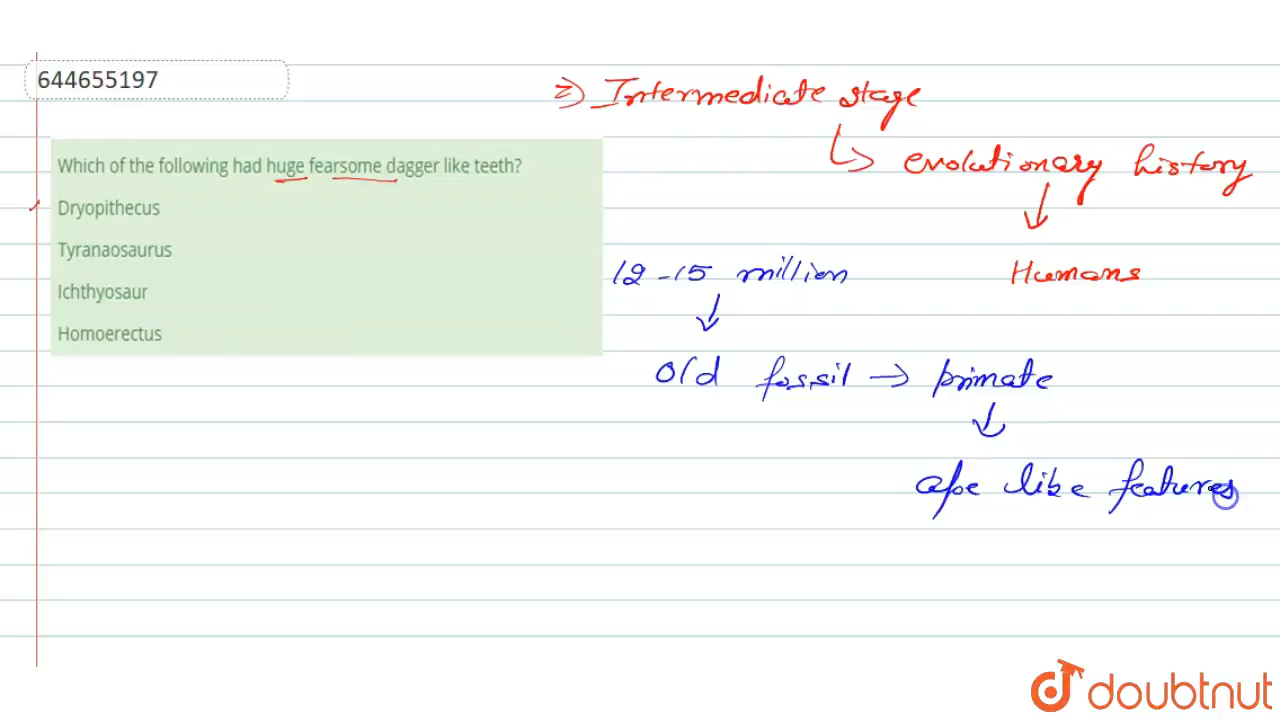 644655197
Which of the following had huge fearsome dagger like teeth?
Dryopithecus
Tyranaosaurus
Ichthyosaur
Homoerectus
⇒ Intermediate stage
↳ evolutionary history
↓
Humans
12-15 million
↓
old fossil → primate
↓
ape like features
doubtnut